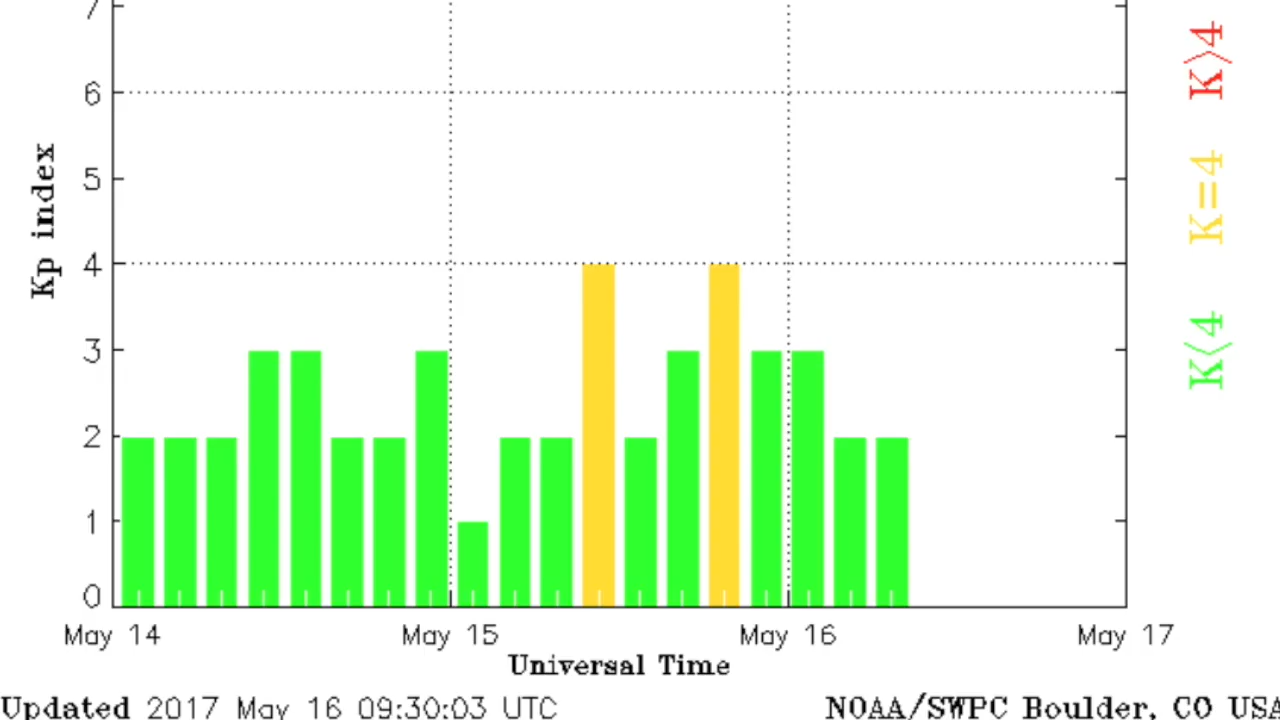 7
6
5
4
3
2
1
0
Kp index
May 14 May 15 May 16 May 17
Universal Time
Updated 2017 May 16 09:30:03 UTC
NOAA/SWPC Boulder, CO USA
K<4 K=4 K>4